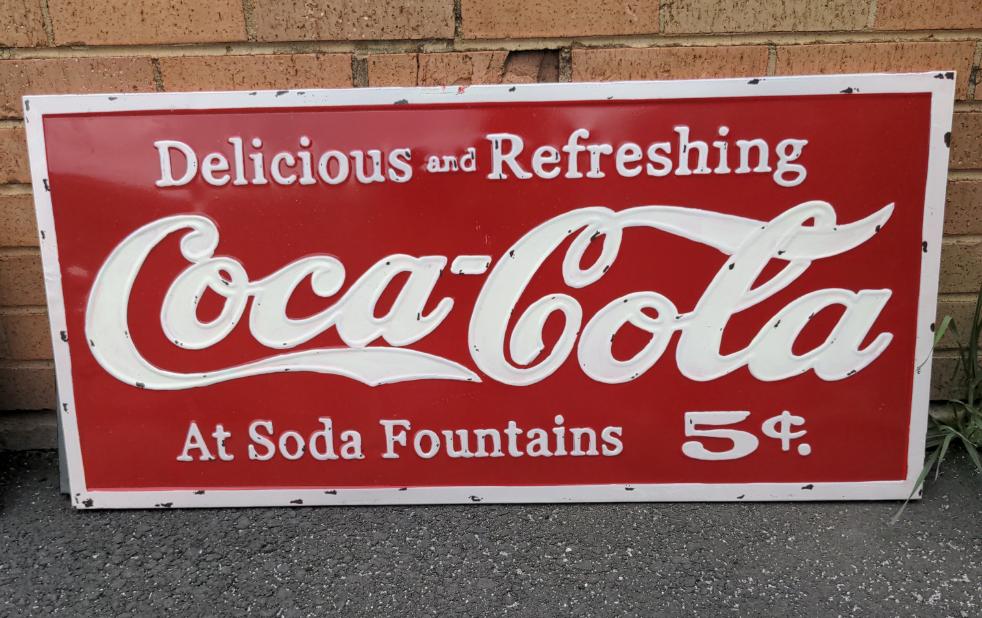 Delicious and Refreshing
Coca-Cola
At Soda Fountains 5¢.